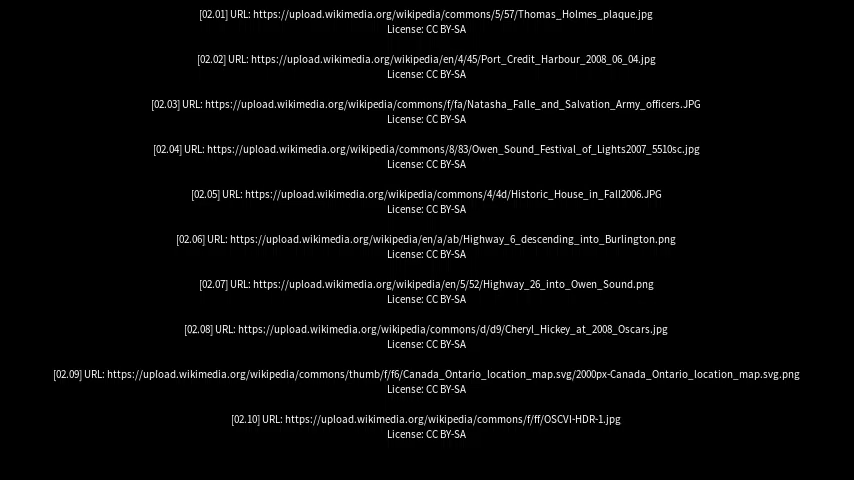 [02.01] URL: https://upload.wikimedia.org/wikipedia/commons/5/57/Thomas_Holmes_plaque.jpg
License: CC BY-SA
[02.02] URL: https://upload.wikimedia.org/wikipedia/en/4/45/Port_Credit_Harbour_2008_06_04.jpg
License: CC BY-SA
[02.03] URL: https://upload.wikimedia.org/wikipedia/commons/f/fa/Natasha_Falle_and_Salvation_Army_officers.JPG
License: CC BY-SA
[02.04] URL: https://upload.wikimedia.org/wikipedia/commons/8/83/Owen_Sound_Festival_of_Lights2007_5510sc.jpg
License: CC BY-SA
[02.05] URL: https://upload.wikimedia.org/wikipedia/commons/4/4d/Historic_House_in_Fall2006.JPG
License: CC BY-SA
[02.06] URL: https://upload.wikimedia.org/wikipedia/en/a/ab/Highway_6_descending_into_Burlington.png
License: CC BY-SA
[02.07] URL: https://upload.wikimedia.org/wikipedia/en/5/52/Highway_26_into_Owen_Sound.png
License: CC BY-SA
[02.08] URL: https://upload.wikimedia.org/wikipedia/commons/d/d9/Cheryl_Hickey_at_2008_Oscars.jpg
License: CC BY-SA
[02.09] URL: https://upload.wikimedia.org/wikipedia/commons/thumb/f/f6/Canada_Ontario_location_map.svg/2000px-Canada_Ontario_location_map.svg.png
License: CC BY-SA
[02.10] URL: https://upload.wikimedia.org/wikipedia/commons/f/ff/OSCVI-HDR-1.jpg
License: CC BY-SA